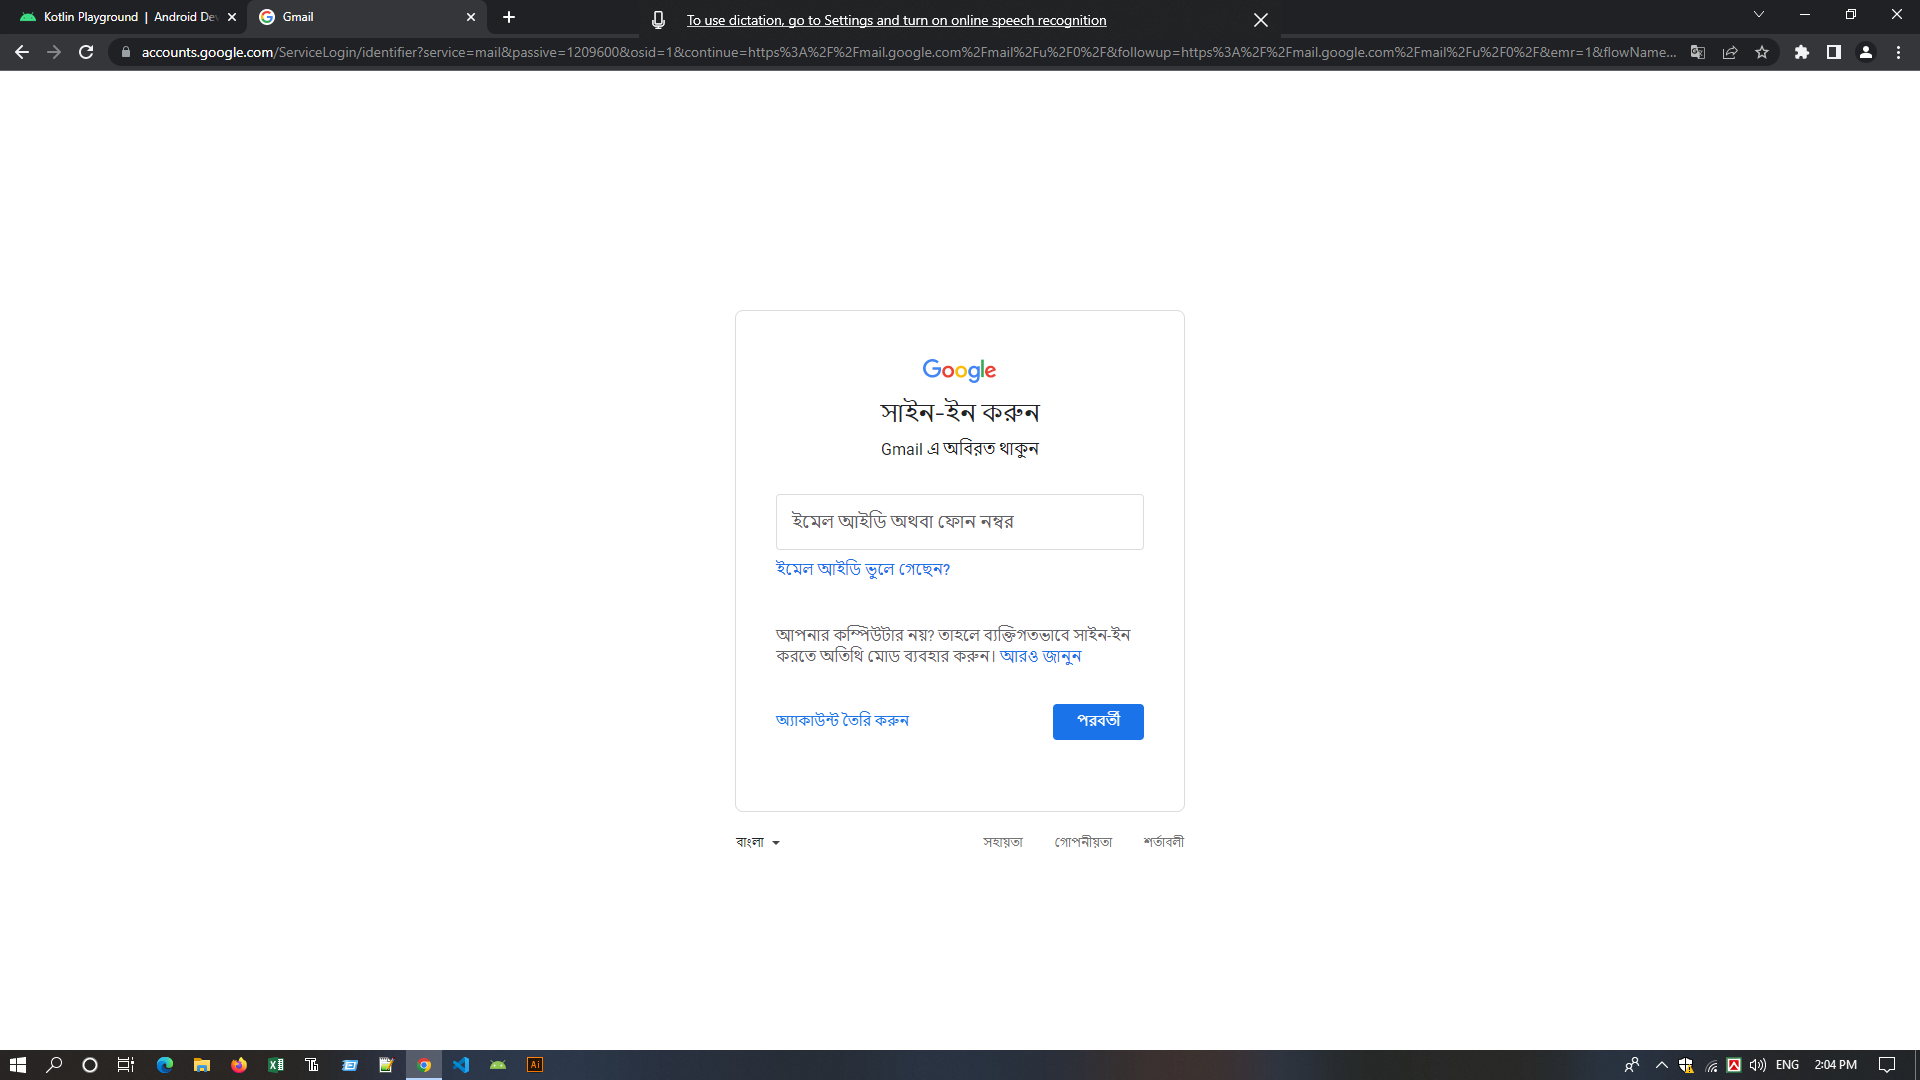 Kotlin Playground | Android De
Gmail
To use dictation, go to Settings and turn on online speech recognition
accounts.google.com/ServiceLogin/identifier?service=mail&passive=1209600&osid=1&continue=https%3A%2F%2Fmail.google.com%2Fmail%2Fu%2F0%2F&followup=https%3A%2F%2Fmail.google.com%2Fmail%2Fu%2F0%2F&emr=1&flowName...
Google
সাইন-ইন করুন
Gmail এ অবিরত থাকুন
ইমেল আইডি অথবা ফোন নম্বর
ইমেল আইডি ভুলে গেছেন?
আপনার কম্পিউটার নয়? তাহলে ব্যক্তিগতভাবে সাইন-ইন
করতে অতিথি মোড ব্যবহার করুন। আরও জানুন
অ্যাকাউন্ট তৈরি করুন
পরবর্তী
বাংলা
সহায়তা
গোপনীয়তা
শর্তাবলী
Ai
ENG
2:04 PM